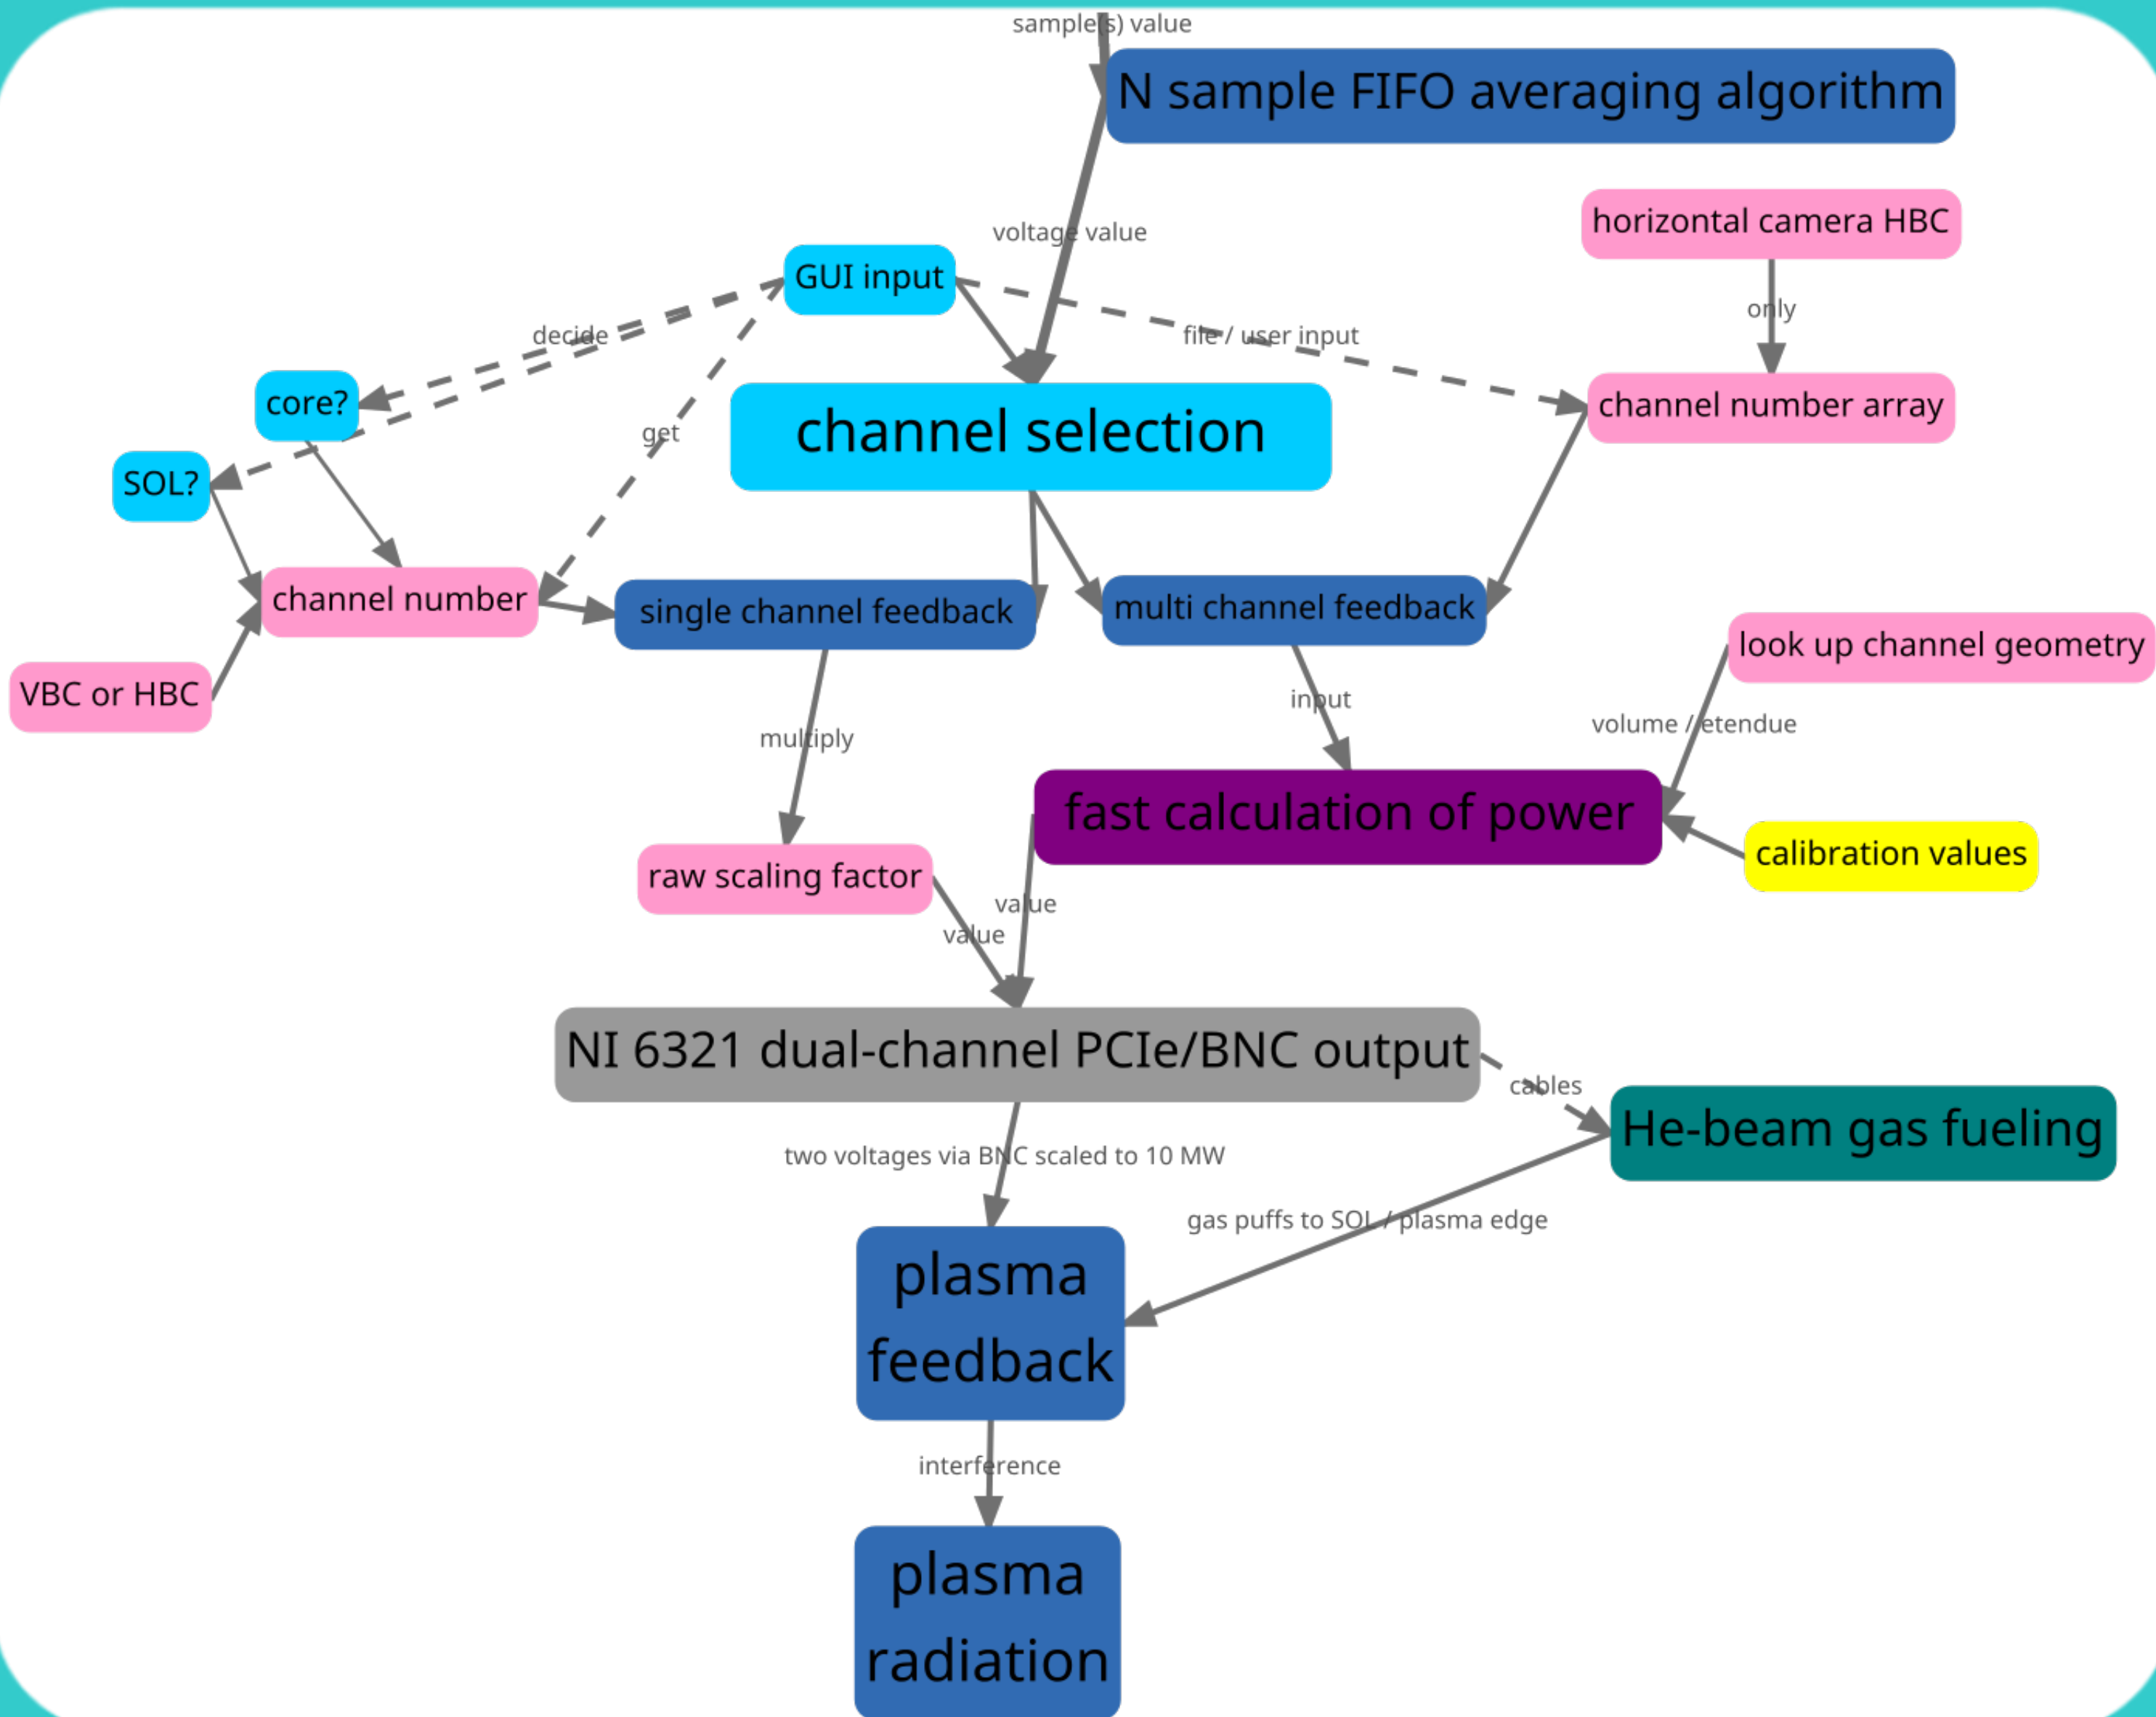 sample(s) value
N sample FIFO averaging algorithm
horizontal camera HBC
voltage value
GUI input
only
decide
file / user input
core?
channel number array
get
channel selection
SOL?
channel number
single channel feedback
multi channel feedback
look up channel geometry
VBC or HBC
input
volume / etendue
multiply
fast calculation of power
calibration values
raw scaling factor
value
value
NI 6321 dual-channel PCIe/BNC output
cables
He-beam gas fueling
two voltages via BNC scaled to 10 MW
gas puffs to SOL / plasma edge
plasma
feedback
interference
plasma
radiation